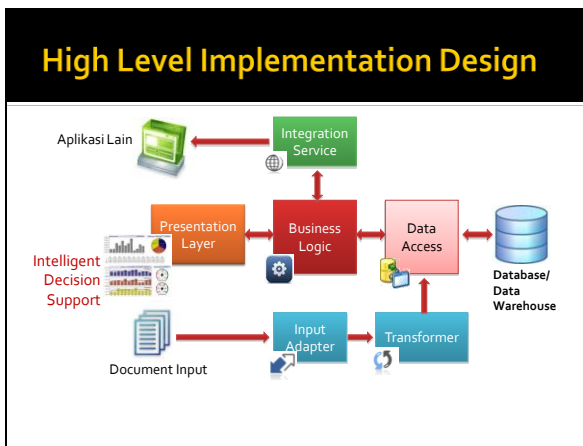 High Level Implementation Design
Aplikasi Lain
Integration
Service
Presentation
Layer
Business
Logic
Data
Access
Intelligent
Decision
Support
Database/
Data
Warehouse
Input
Adapter
Transformer
Document Input